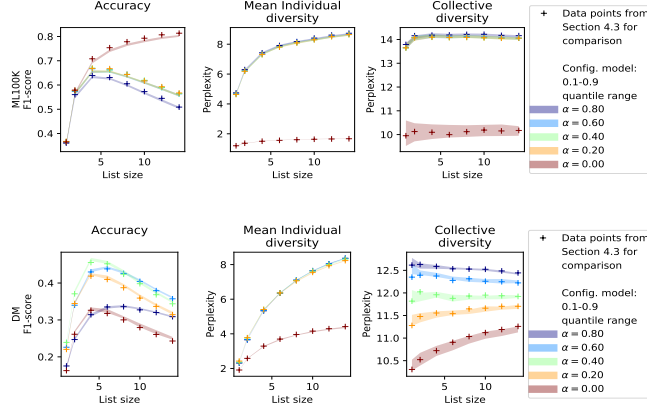 Accuracy
Mean Individual
diversity
Collective
diversity
ML100K
F1-score
0.8
0.7
0.6
0.5
0.4
5
10
List size
Perplexity
8
6
4
2
5
10
List size
Perplexity
14
13
12
11
10
5
10
List size
Data points from
Section 4.3 for
comparison
Config. model:
0.1-0.9
quantile range
α = 0.80
α = 0.60
α = 0.40
α = 0.20
α = 0.00
Accuracy
Mean Individual
diversity
Collective
diversity
DM
F1-score
0.4
0.3
0.2
5
10
List size
Perplexity
8
6
4
2
5
10
List size
Perplexity
12.5
12.0
11.5
11.0
10.5
5
10
List size
Data points from
Section 4.3 for
comparison
Config. model:
0.1-0.9
quantile range
α = 0.80
α = 0.60
α = 0.40
α = 0.20
α = 0.00